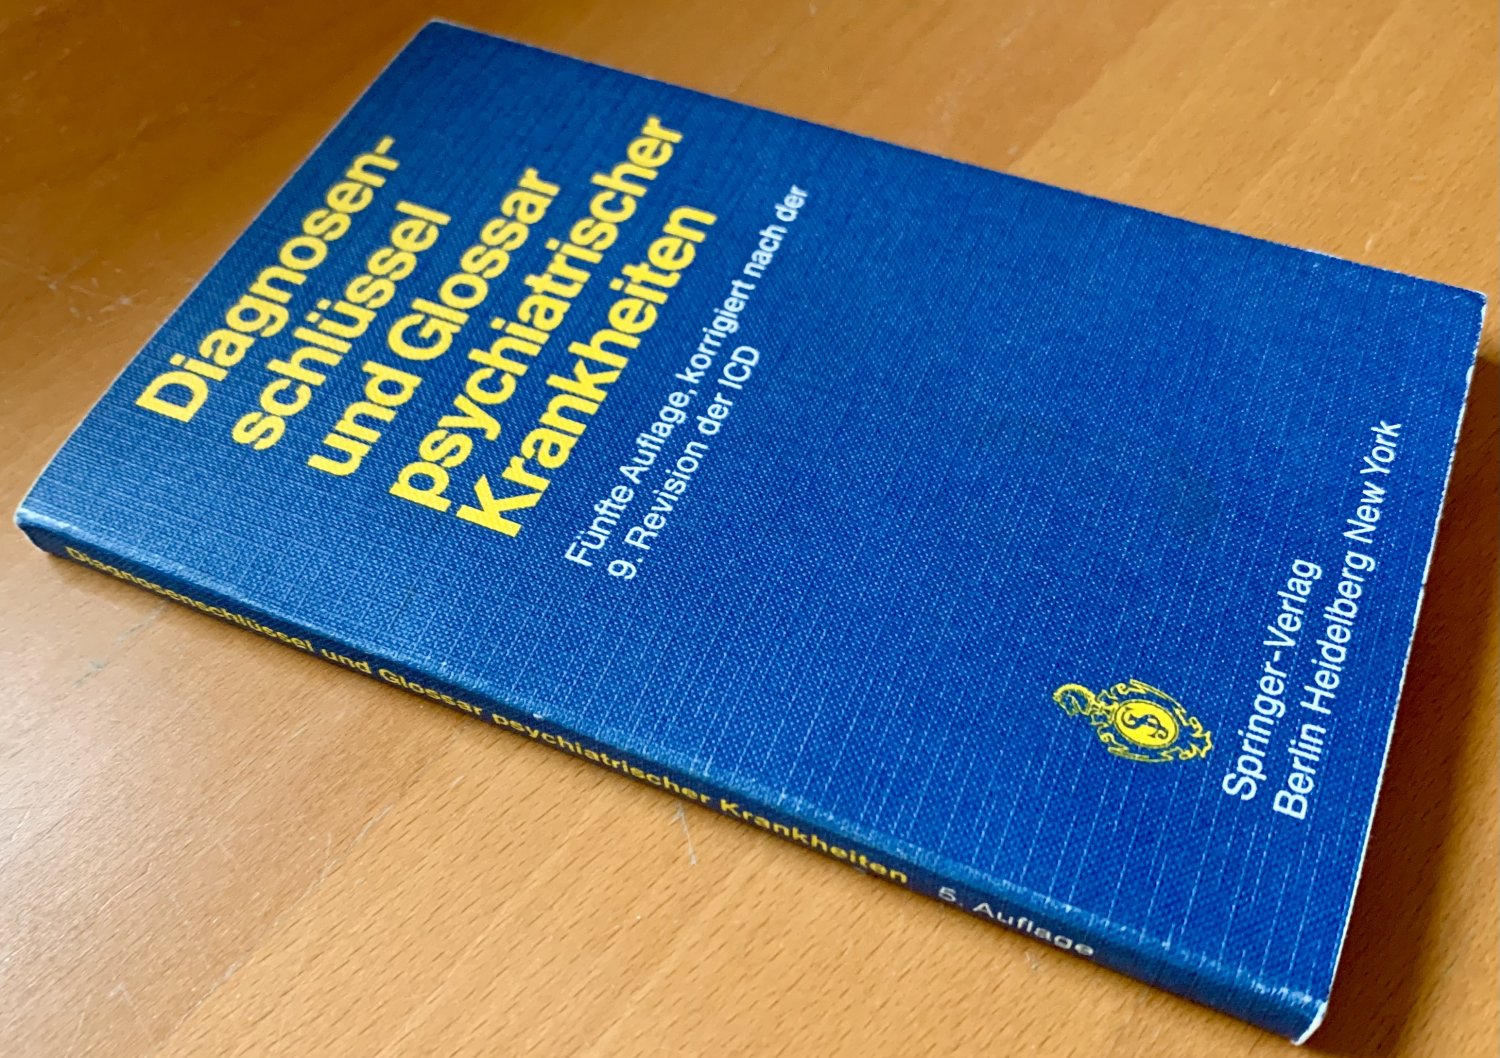 Diagnosen-
schlüssel
und Glossar
psychiatrischer
Krankheiten
Fünfte Auflage, korrigiert nach der
9. Revision der ICD
Springer-Verlag
Berlin Heidelberg New York
Diagnosenschlüssel und Glossar psychiatrischer Krankheiten 5. Auflage